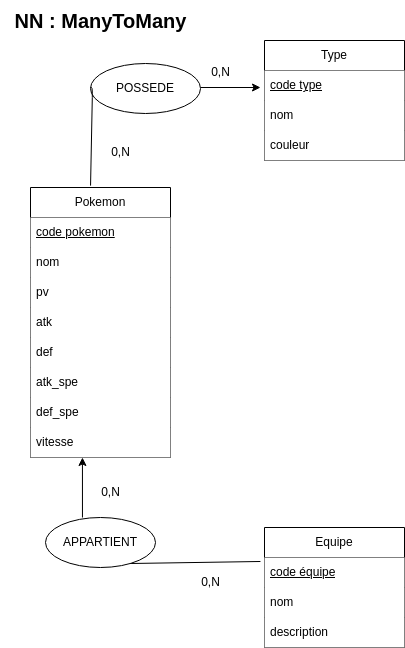 NN : ManyToMany
Type
code type
nom
couleur
POSSEDE
0,N
0,N
Pokemon
code pokemon
nom
pv
atk
def
atk_spe
def_spe
vitesse
0,N
APPARTIENT
0,N
Equipe
code équipe
nom
description